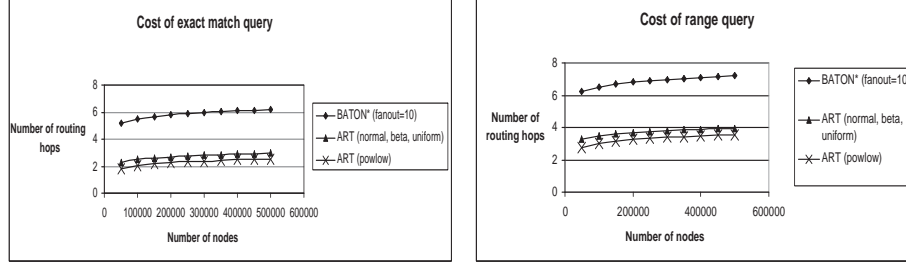 Cost of exact match query
8
6
4
2
0
0 100000 200000 300000 400000 500000 600000
Number of routing
hops
Number of nodes
BATON* (fanout=10)
ART (normal, beta, uniform)
ART (powlow)
Cost of range query
8
6
4
2
0
0 200000 400000 600000
Number of
routing hops
Number of nodes
BATON* (fanout=10
ART (normal, beta,
uniform)
ART (powlow)